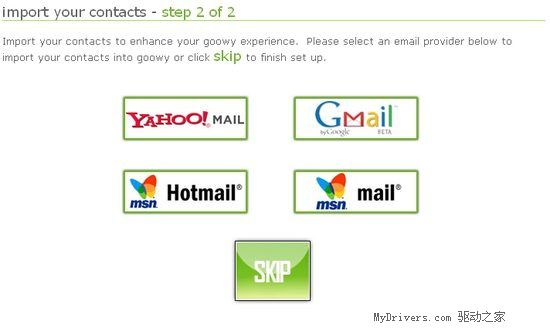 import your contacts - step 2 of 2
Import your contacts to enhance your goowy experience. Please select an email provider below to
import your contacts into goowy or click skip to finish set up.
YAHOO!® MAIL
Gmail™
by Google BETA
msn Hotmail®
msn mail®
SKIP
MyDrivers.com 驱动之家